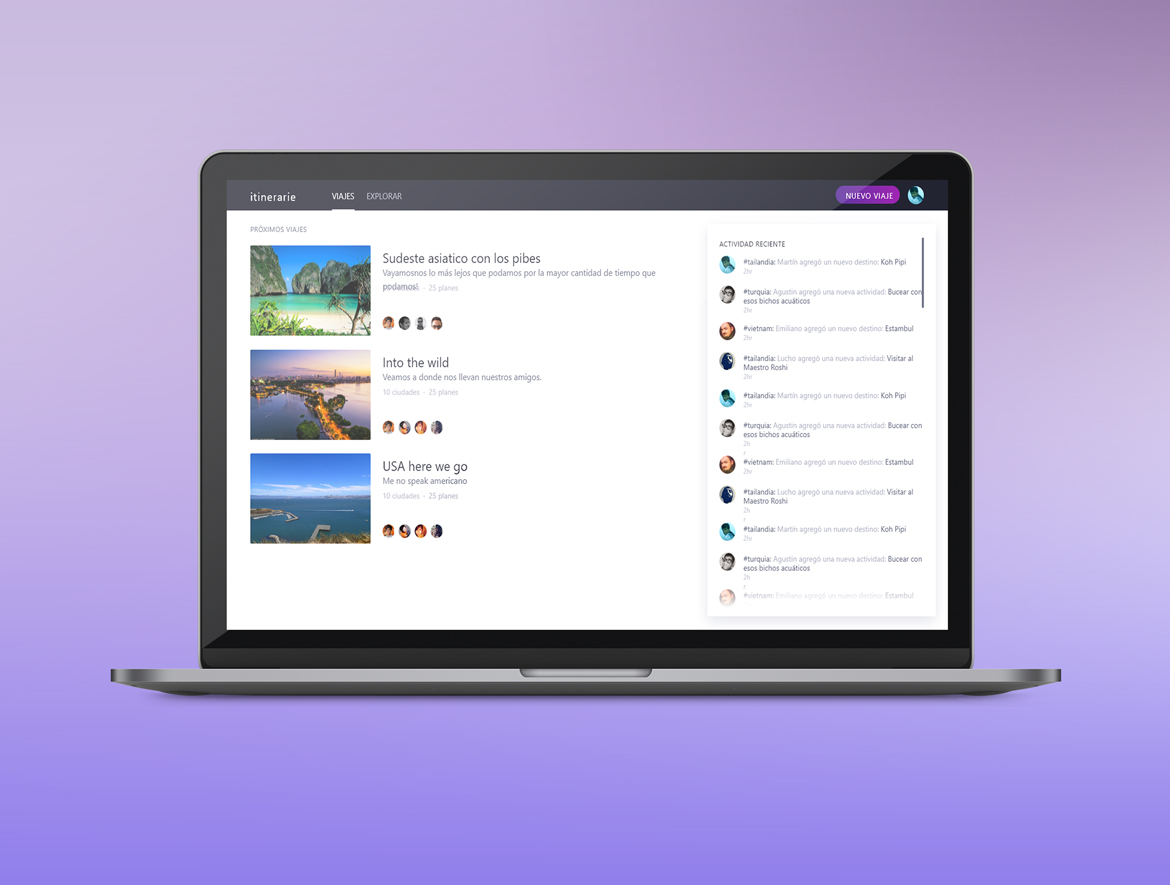 itinerarie
VIAJES
EXPLORAR
NUEVO VIAJE
PRÓXIMOS VIAJES
Sudeste asiatico con los pibes
Vayamosnos lo más lejos que podamos por la mayor cantidad de tiempo que
podamos!
- 25 planes
Into the wild
Veamos a donde nos llevan nuestros amigos.
10 ciudades - 25 planes
USA here we go
Me no speak americano
10 ciudades - 25 planes
ACTIVIDAD RECIENTE
#tailandia: Martín agregó un nuevo destino: Koh Pipi
2hr
#turquia: Agustín agregó una nueva actividad: Bucear con
esos bichos acuáticos
2hr
#vietnam: Emiliano agregó un nuevo destino: Estambul
2hr
#tailandia: Lucho agregó una nueva actividad: Visitar al
Maestro Roshi
2hr
#tailandia: Martín agregó un nuevo destino: Koh Pipi
2hr
#turquia: Agustín agregó una nueva actividad: Bucear con
esos bichos acuáticos
2h
r
#vietnam: Emiliano agregó un nuevo destino: Estambul
2hr
#tailandia: Lucho agregó una nueva actividad: Visitar al
Maestro Roshi
2h
r
#tailandia: Martín agregó un nuevo destino: Koh Pipi
2hr
#turquia: Agustín agregó una nueva actividad: Bucear con
esos bichos acuáticos
2h
r
#vietnam: Emiliano agregó un nuevo destino: Estambul